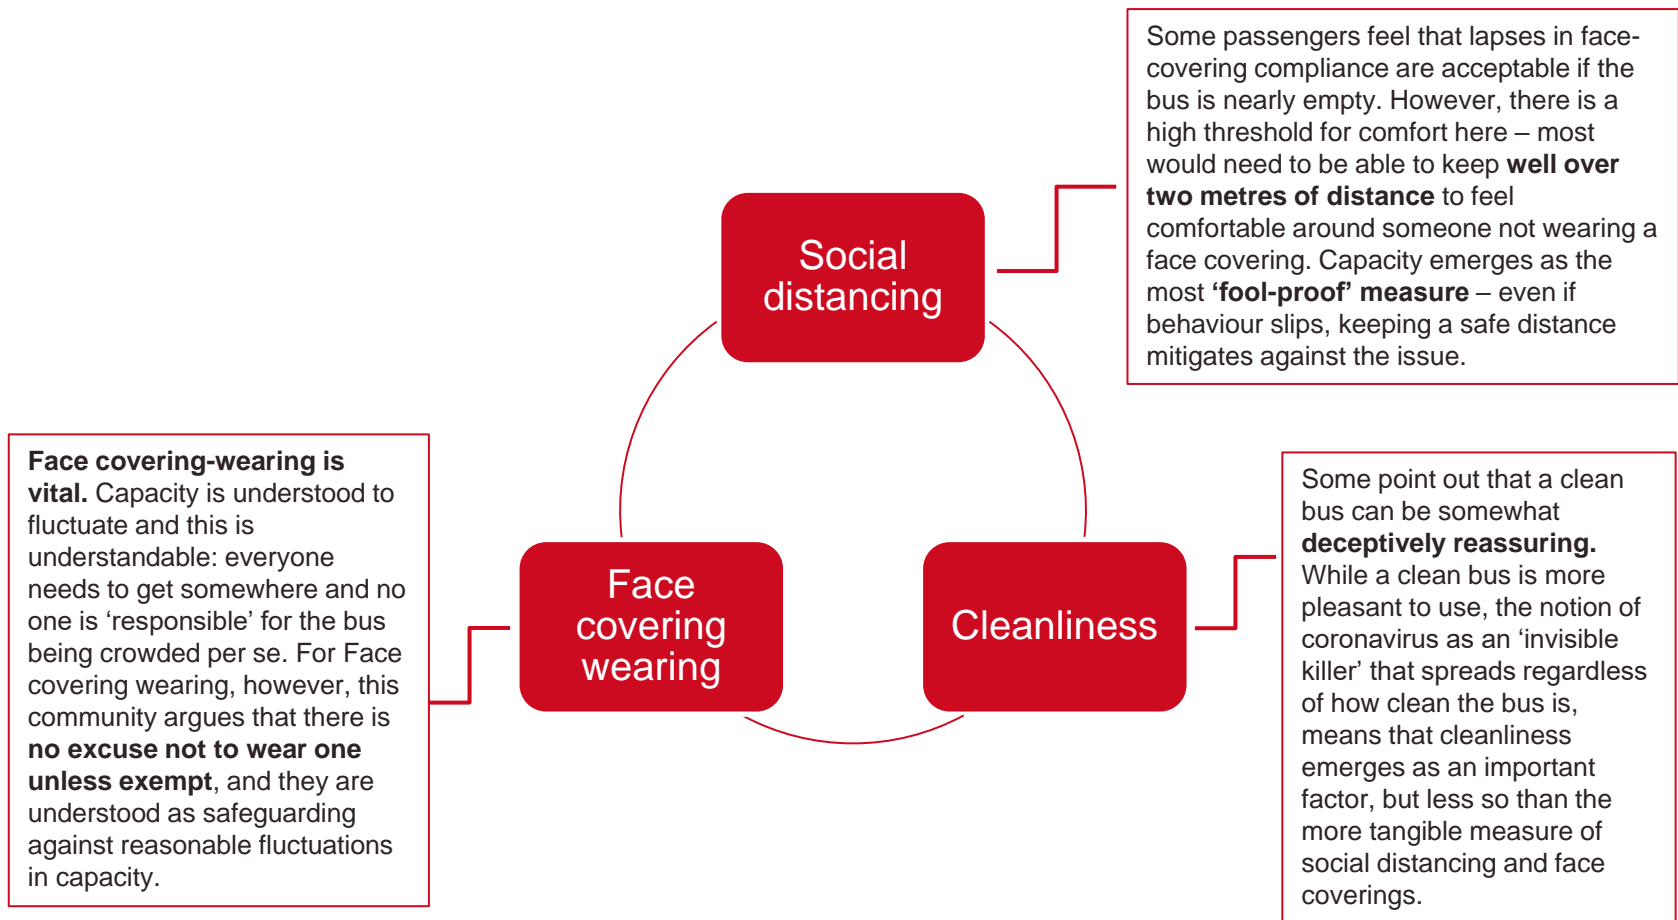 Some passengers feel that lapses in face-
covering compliance are acceptable if the
bus is nearly empty. However, there is a
high threshold for comfort here – most
would need to be able to keep well over
two metres of distance to feel
comfortable around someone not wearing a
face covering. Capacity emerges as the
most ‘fool-proof’ measure – even if
behaviour slips, keeping a safe distance
mitigates against the issue.
Social
distancing
Face covering-wearing is
vital. Capacity is understood to
fluctuate and this is
understandable: everyone
needs to get somewhere and no
one is ‘responsible’ for the bus
being crowded per se. For Face
covering wearing, however, this
community argues that there is
no excuse not to wear one
unless exempt, and they are
understood as safeguarding
against reasonable fluctuations
in capacity.
Face
covering
wearing
Cleanliness
Some point out that a clean
bus can be somewhat
deceptively reassuring.
While a clean bus is more
pleasant to use, the notion of
coronavirus as an ‘invisible
killer’ that spreads regardless
of how clean the bus is,
means that cleanliness
emerges as an important
factor, but less so than the
more tangible measure of
social distancing and face
coverings.